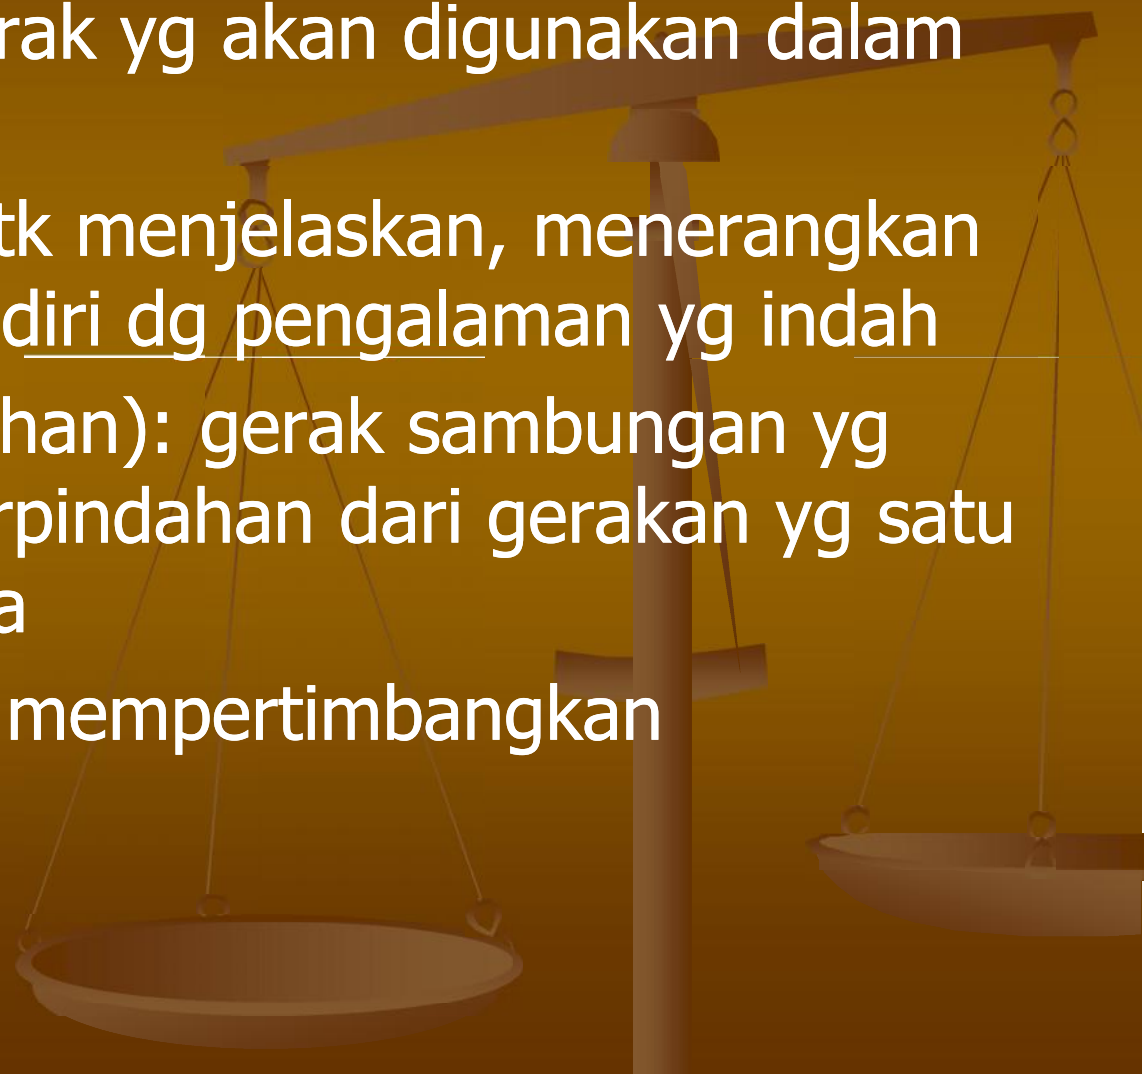 rak yg akan digunakan dalam
tk menjelaskan, menerangkan
diri dg pengalaman yg indah
han): gerak sambungan yg
rpindahan dari gerakan yg satu
a
mempertimbangkan